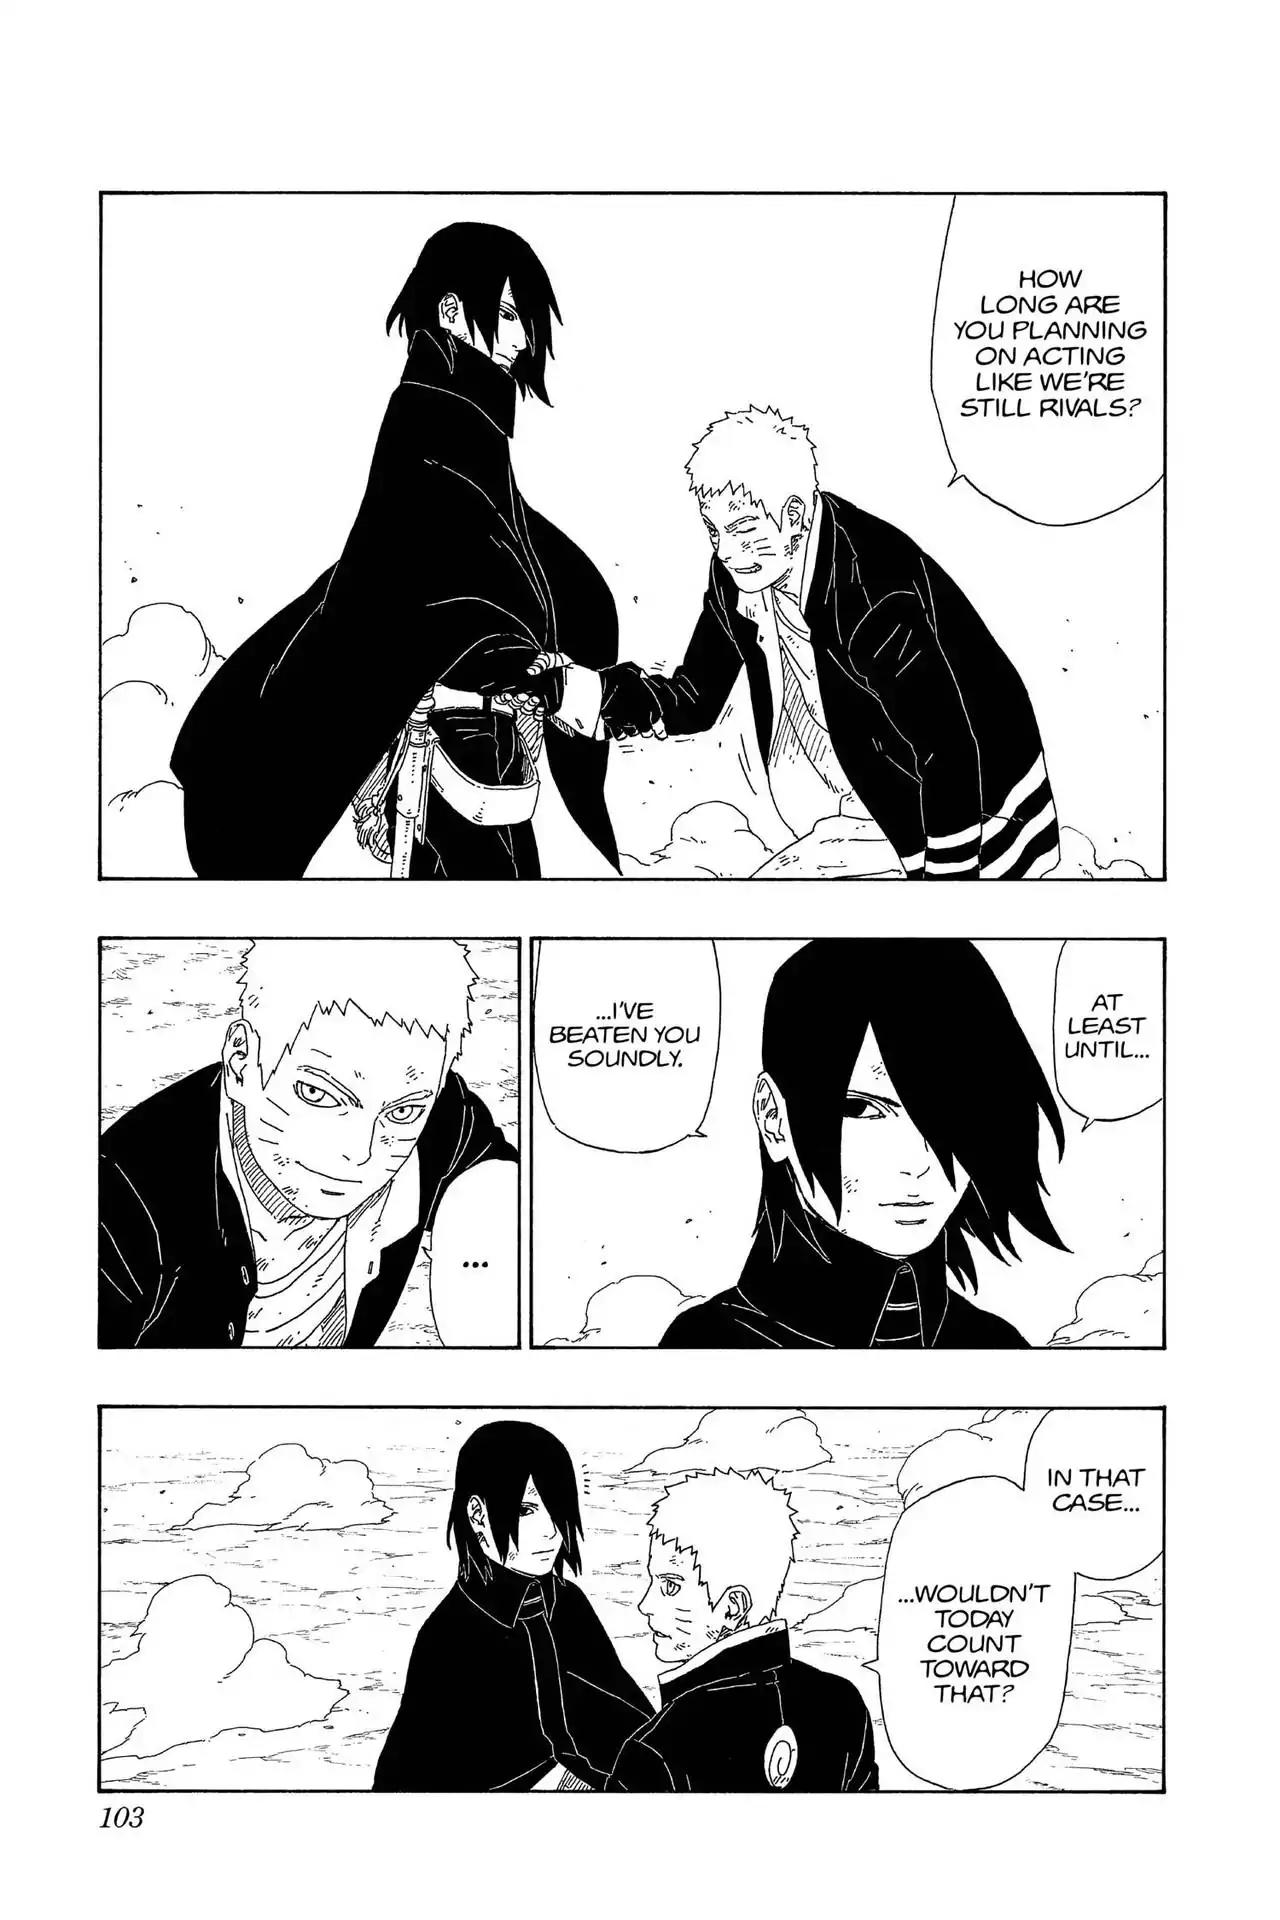 HOW
LONG ARE
YOU PLANNING
ON ACTING
LIKE WE'RE
STILL RIVALS?
AT
LEAST
UNTIL...
...I'VE
BEATEN YOU
SOUNDLY.
...
IN THAT
CASE...
...WOULDN'T
TODAY
COUNT
TOWARD
THAT?
103